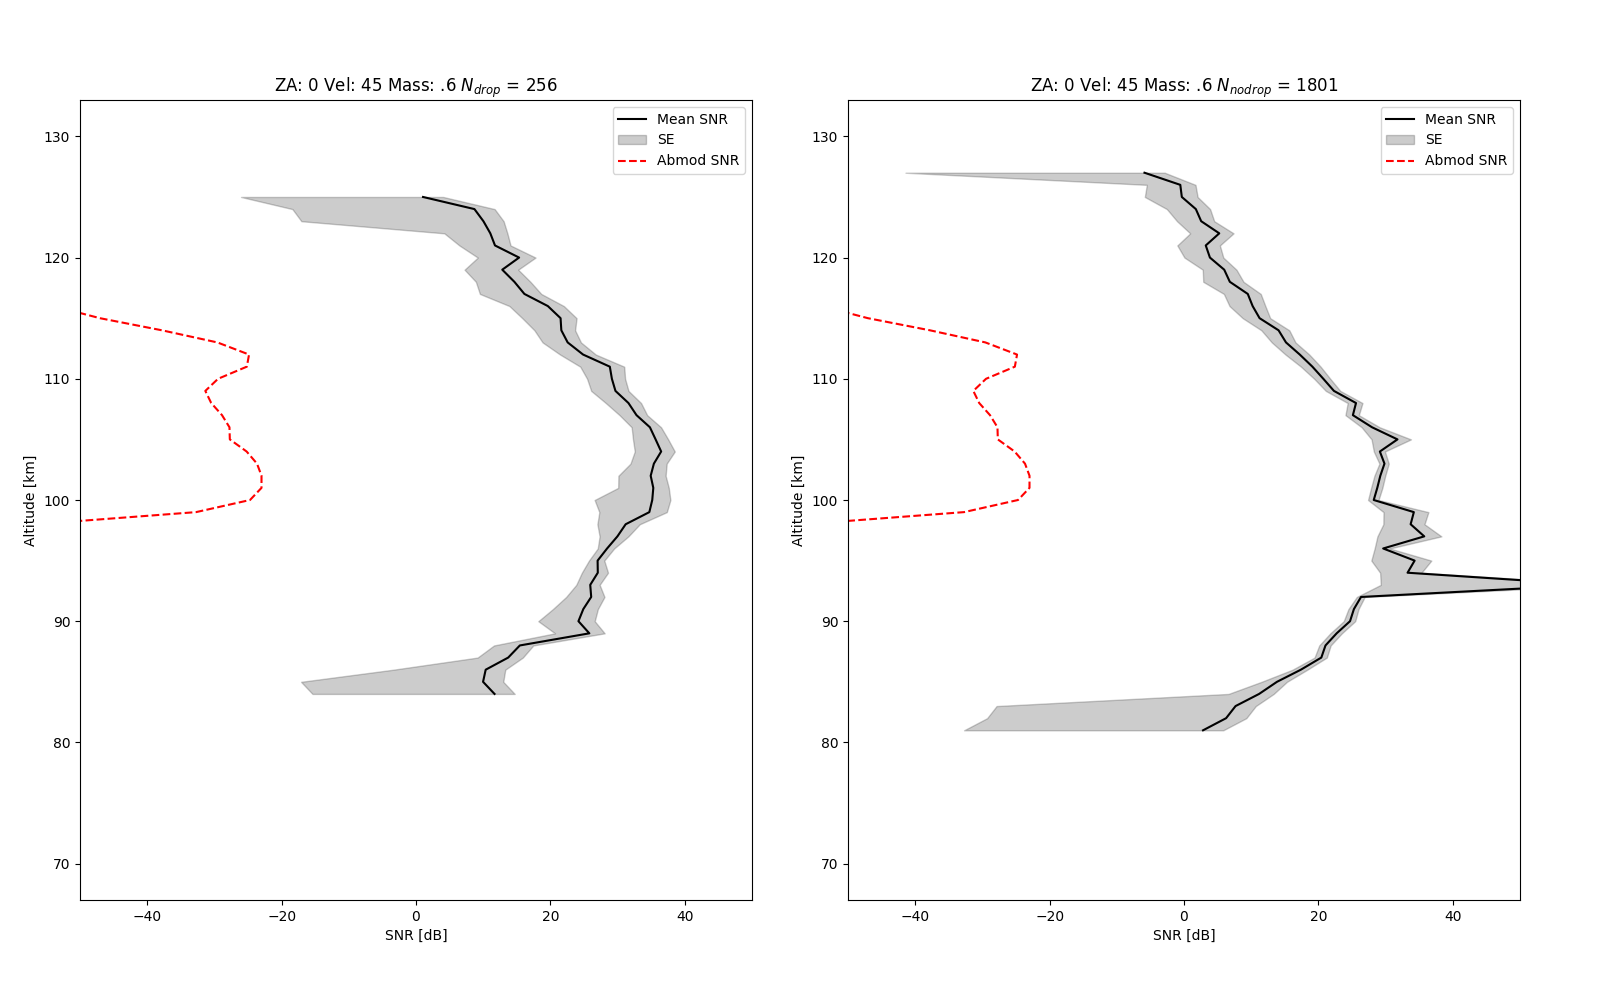 ZA: 0 Vel: 45 Mass: .6 N_drop = 256
Mean SNR
SE
Abmod SNR
130
120
110
100
90
80
70
Altitude [km]
−40 −20 0 20 40
SNR [dB]
ZA: 0 Vel: 45 Mass: .6 N_nodrop = 1801
Mean SNR
SE
Abmod SNR
130
120
110
100
90
80
70
Altitude [km]
−40 −20 0 20 40
SNR [dB]